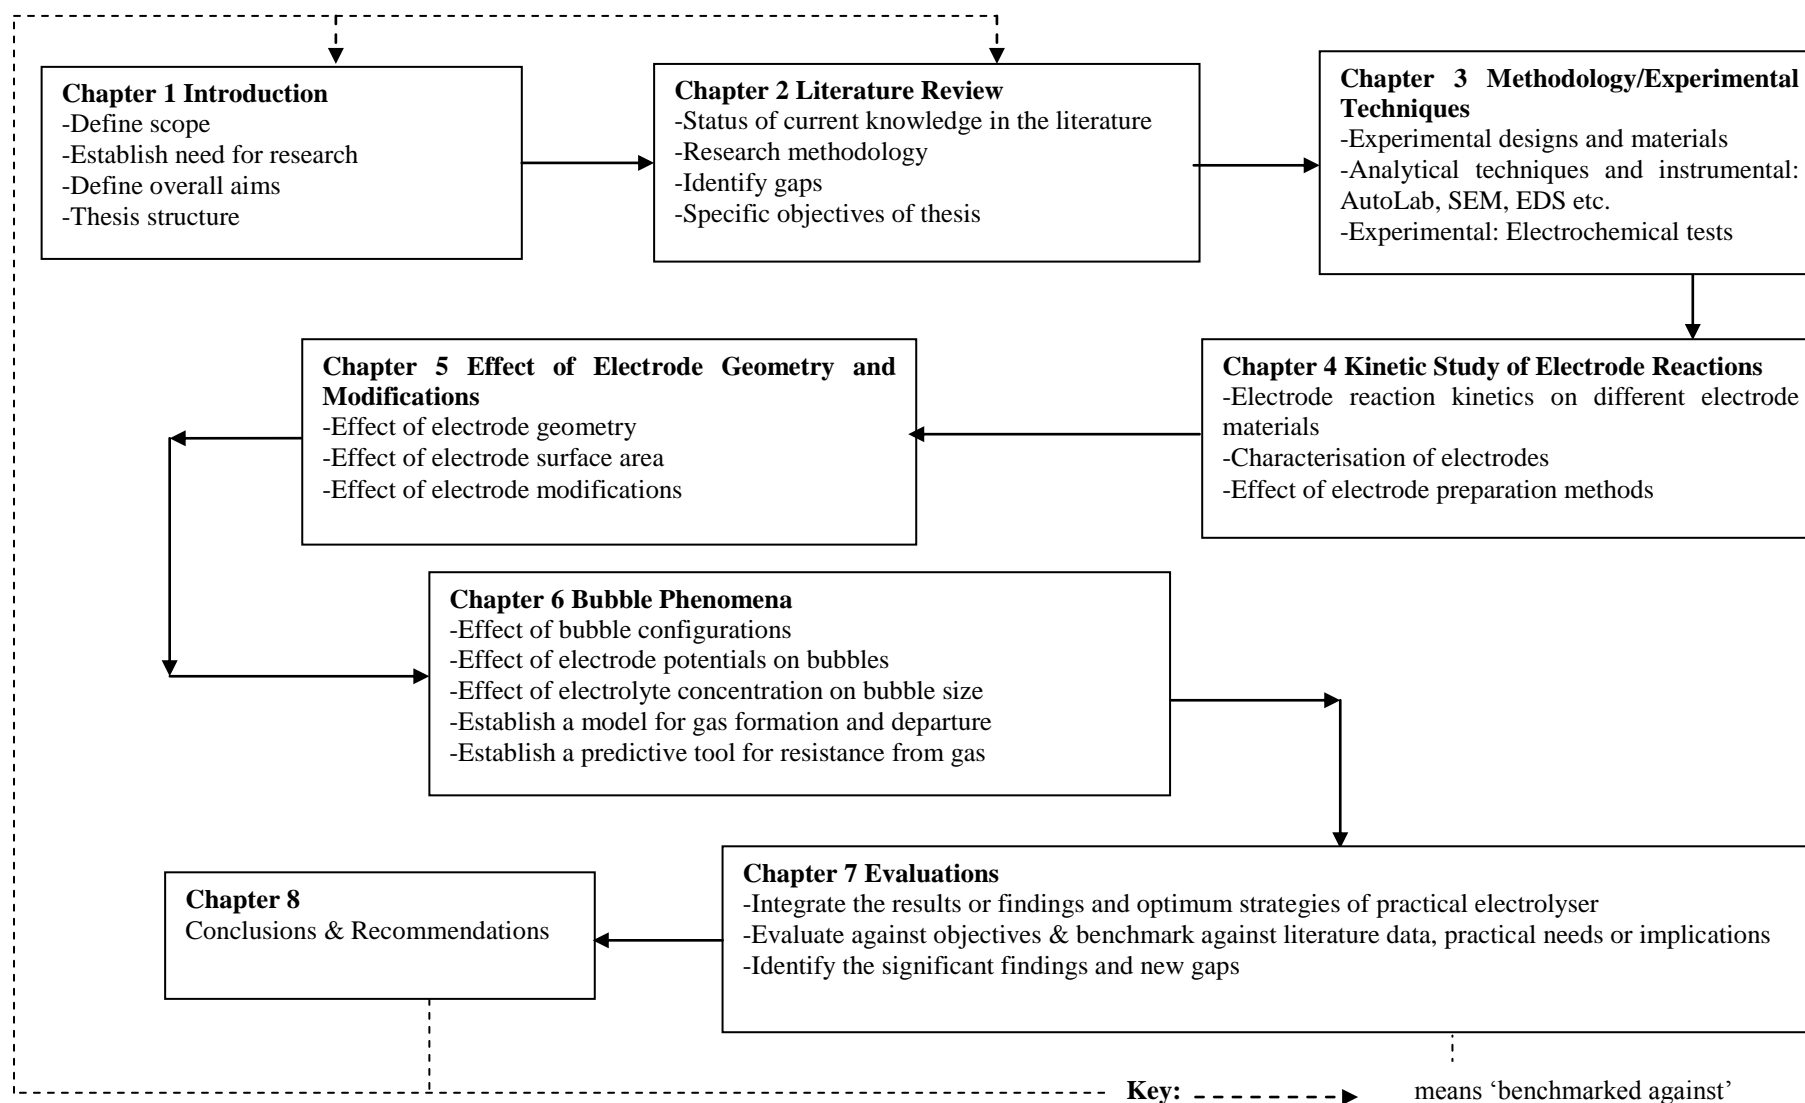 Chapter 1 Introduction
-Define scope
-Establish need for research
-Define overall aims
-Thesis structure
Chapter 2 Literature Review
-Status of current knowledge in the literature
-Research methodology
-Identify gaps
-Specific objectives of thesis
Chapter 3 Methodology/Experimental
Techniques
-Experimental designs and materials
-Analytical techniques and instrumental:
AutoLab, SEM, EDS etc.
-Experimental: Electrochemical tests
Chapter 4 Kinetic Study of Electrode Reactions
-Electrode reaction kinetics on different electrode
materials
-Characterisation of electrodes
-Effect of electrode preparation methods
Chapter 5 Effect of Electrode Geometry and
Modifications
-Effect of electrode geometry
-Effect of electrode surface area
-Effect of electrode modifications
Chapter 6 Bubble Phenomena
-Effect of bubble configurations
-Effect of electrode potentials on bubbles
-Effect of electrolyte concentration on bubble size
-Establish a model for gas formation and departure
-Establish a predictive tool for resistance from gas
Chapter 7 Evaluations
-Integrate the results or findings and optimum strategies of practical electrolyser
-Evaluate against objectives & benchmark against literature data, practical needs or implications
-Identify the significant findings and new gaps
Chapter 8
Conclusions & Recommendations
Key: means ‘benchmarked against’